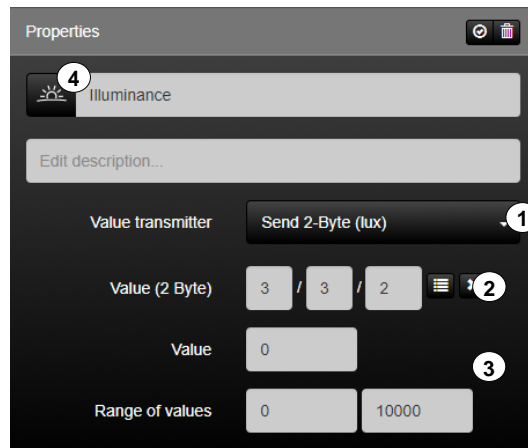 Properties
4
Illuminance
Edit description...
Value transmitter Send 2-Byte (lux) 1
Value (2 Byte) 3 / 3 / 2 2
Value 0
3
Range of values 0 10000